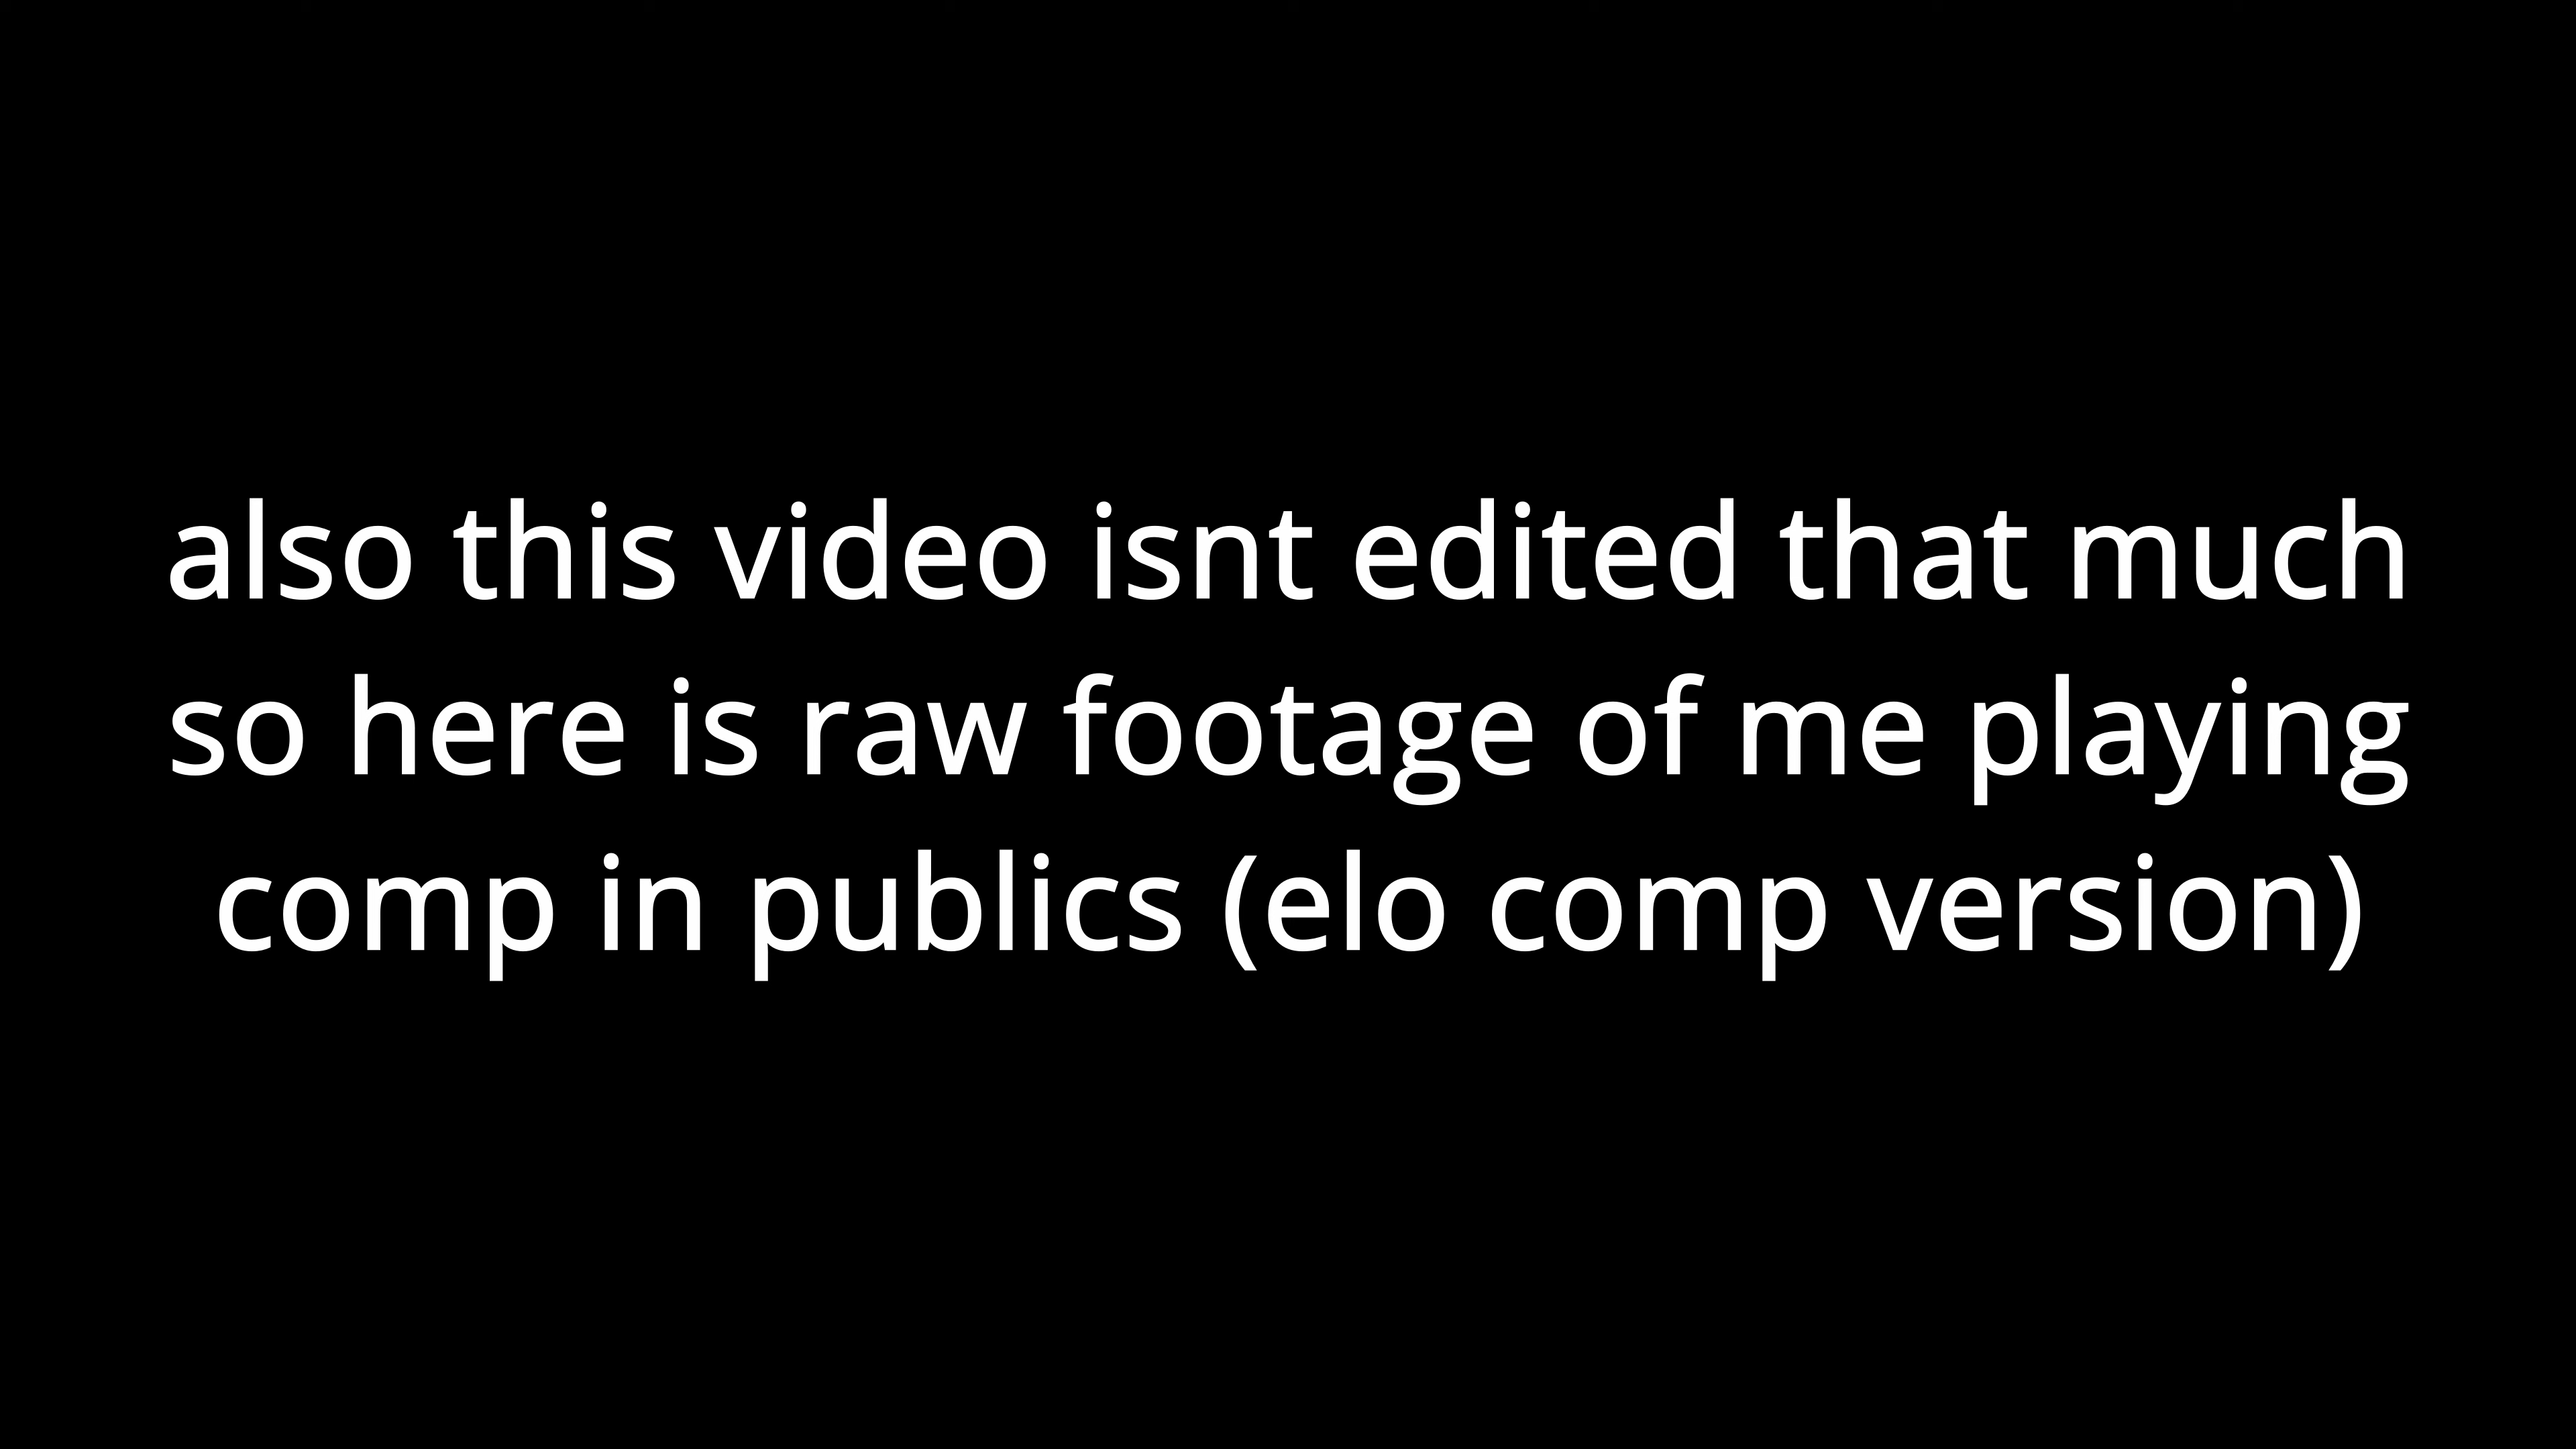 also this video isnt edited that much
so here is raw footage of me playing
comp in publics (elo comp version)